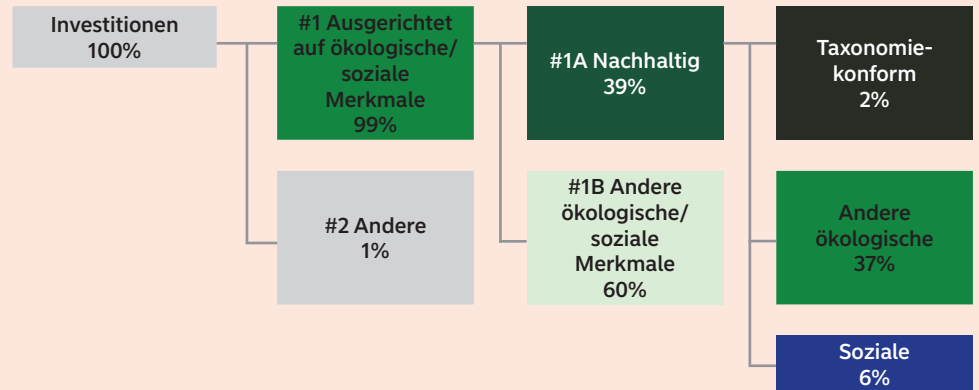 Investitionen
100%
#1 Ausgerichtet
auf ökologische/
soziale
Merkmale
99%
#1A Nachhaltig
39%
Taxonomie-
konform
2%
#2 Andere
1%
#1B Andere
ökologische/
soziale
Merkmale
60%
Andere
ökologische
37%
Soziale
6%